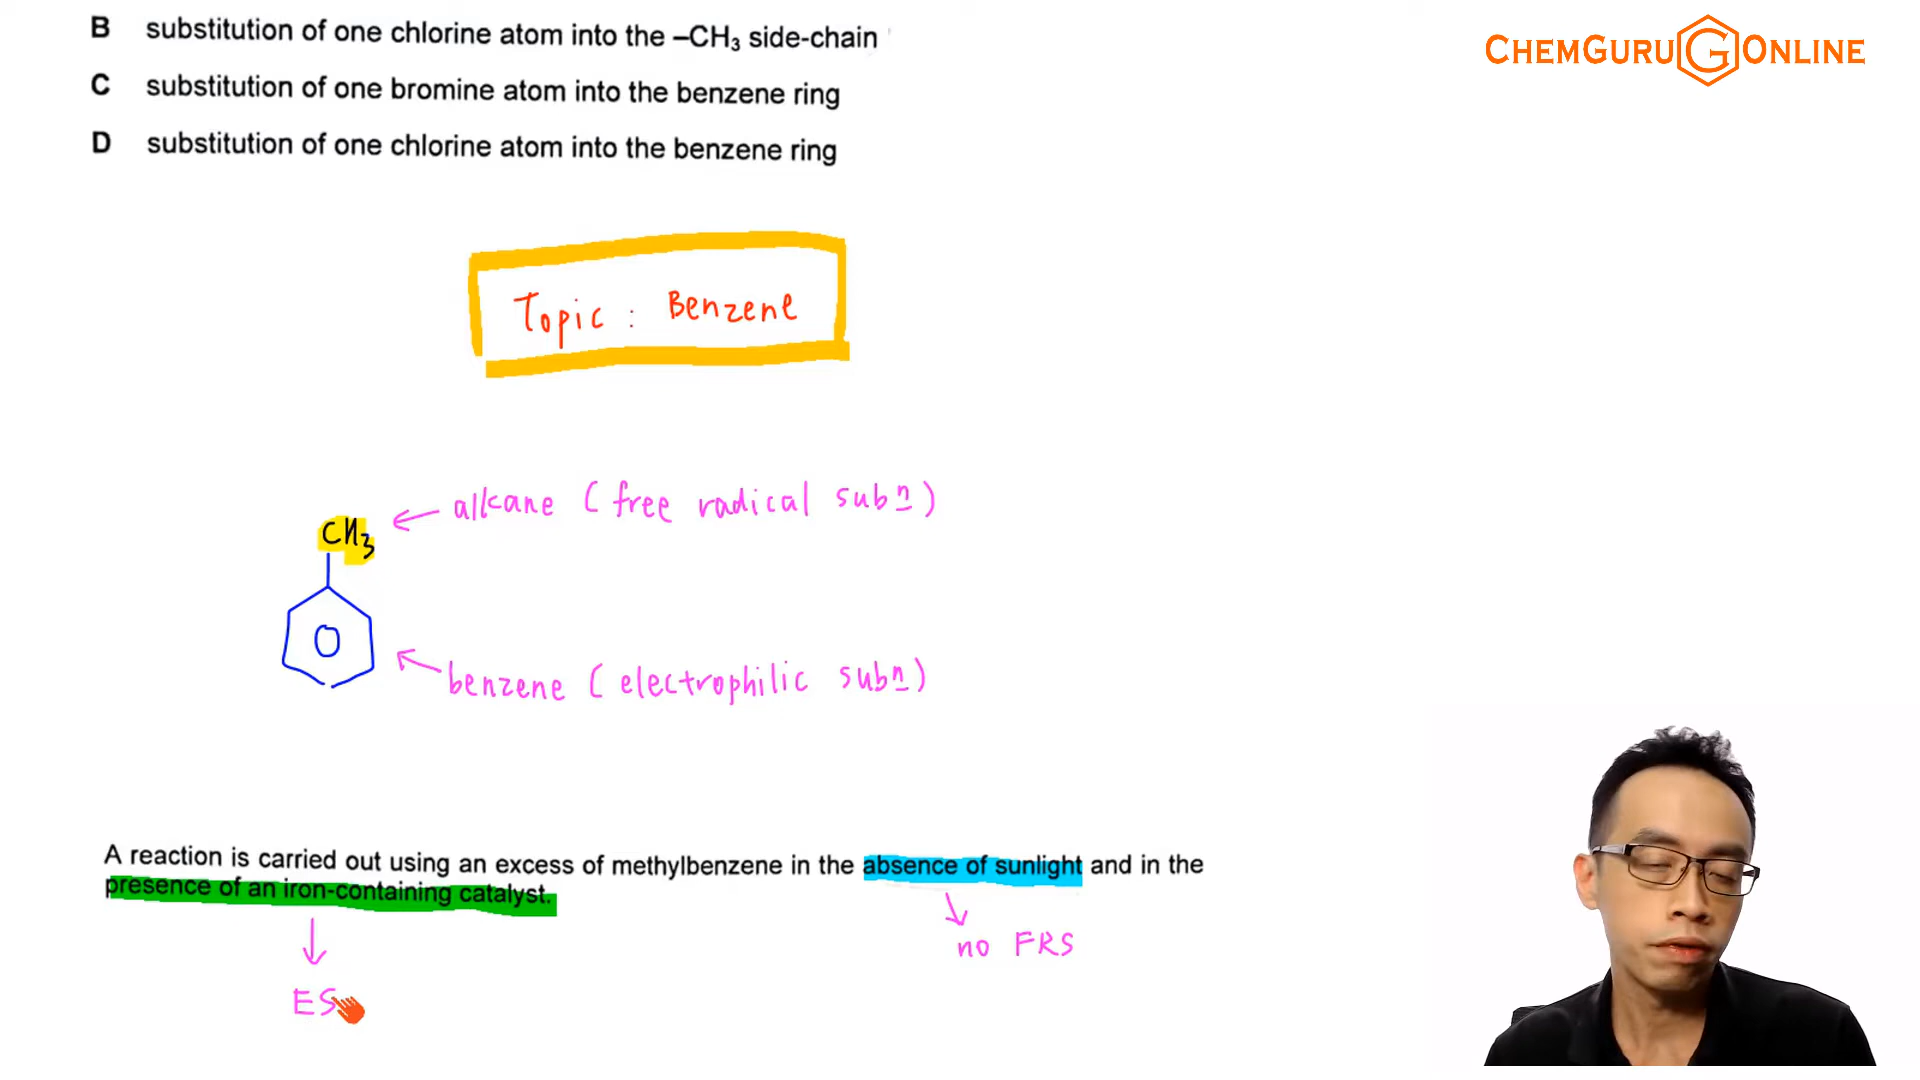 B substitution of one chlorine atom into the –CH₃ side-chain
CHEMGURU G ONLINE
C substitution of one bromine atom into the benzene ring
D substitution of one chlorine atom into the benzene ring
Topic : Benzene
CH₃ alkane (free radical subn)
benzene (electrophilic subn)
A reaction is carried out using an excess of methylbenzene in the absence of sunlight and in the
presence of an iron-containing catalyst.
no FRS
ES